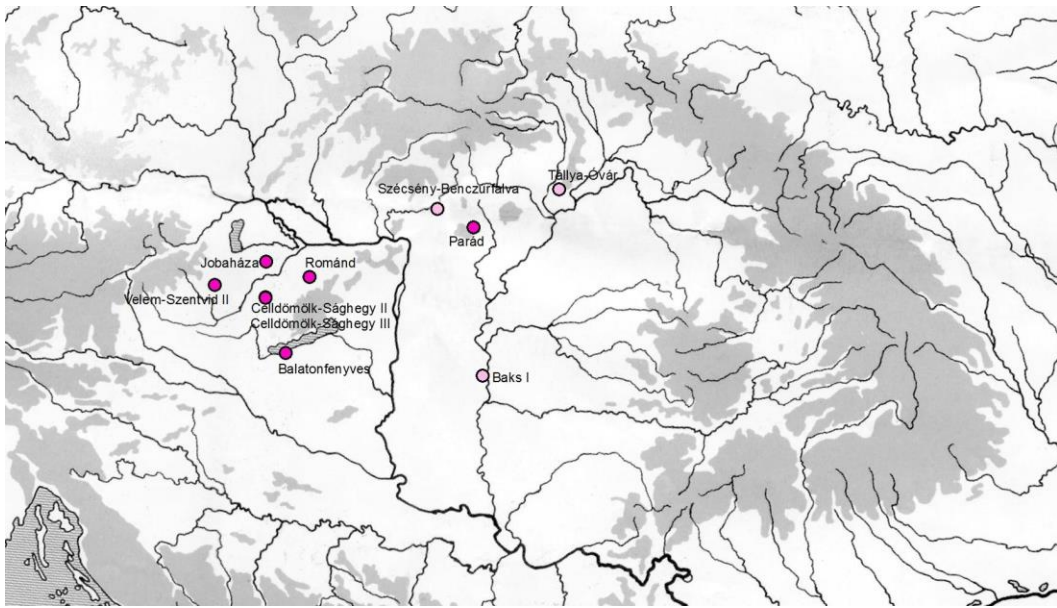 Tállya-Óvár
Szécsény-Benczúrfalva
Parád
Jobaháza
Románd
Velem-Szentvid II
Celldömölk-Sághegy II
Celldömölk-Sághegy III
Balatonfenyves
Baks I